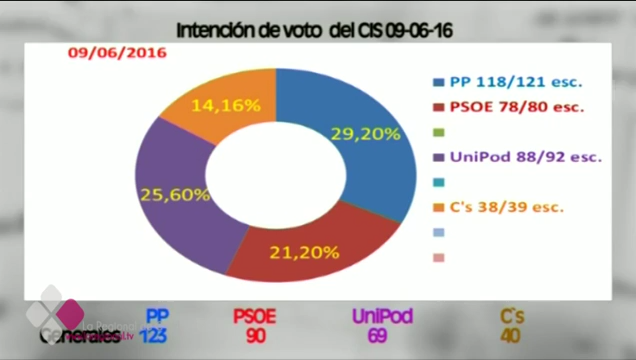 Intención de voto del CIS 09-06-16
09/06/2016
14,16%
29,20%
25,60%
21,20%
PP 118/121 esc.
PSOE 78/80 esc.
UniPod 88/92 esc.
C's 38/39 esc.
La Regional
PP PSOE UniPod C`s
Generales 123 90 69 40